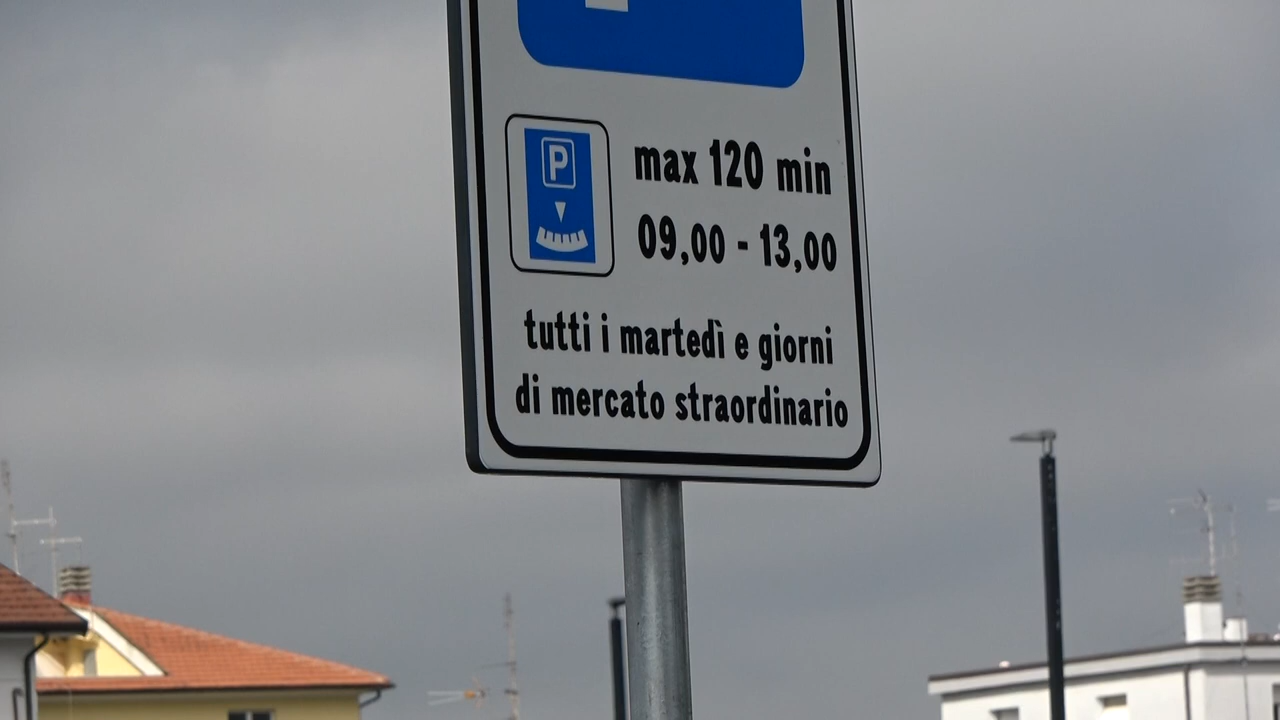 P
max 120 min
09,00 - 13,00
tutti i martedì e giorni
di mercato straordinario